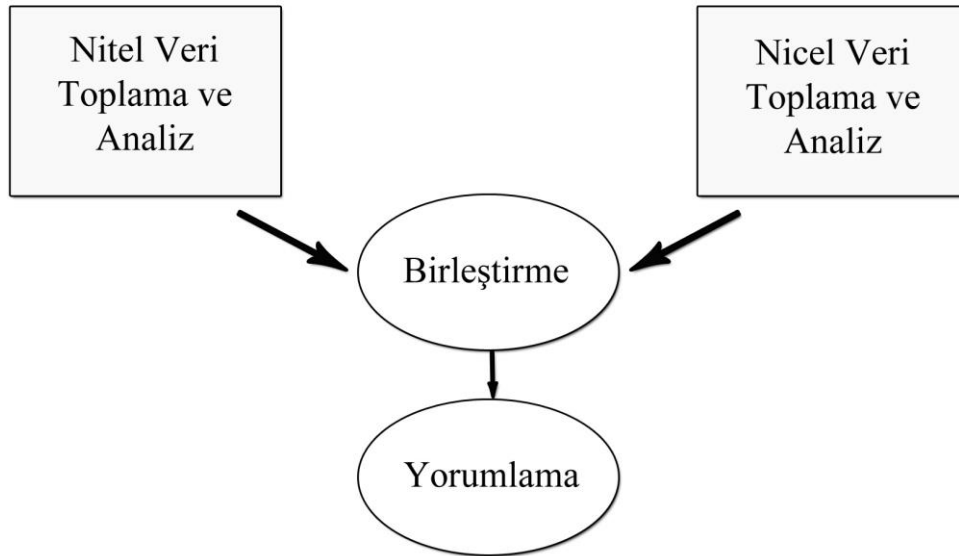 Nitel Veri
Toplama ve
Analiz
Nicel Veri
Toplama ve
Analiz
Birleştirme
Yorumlama